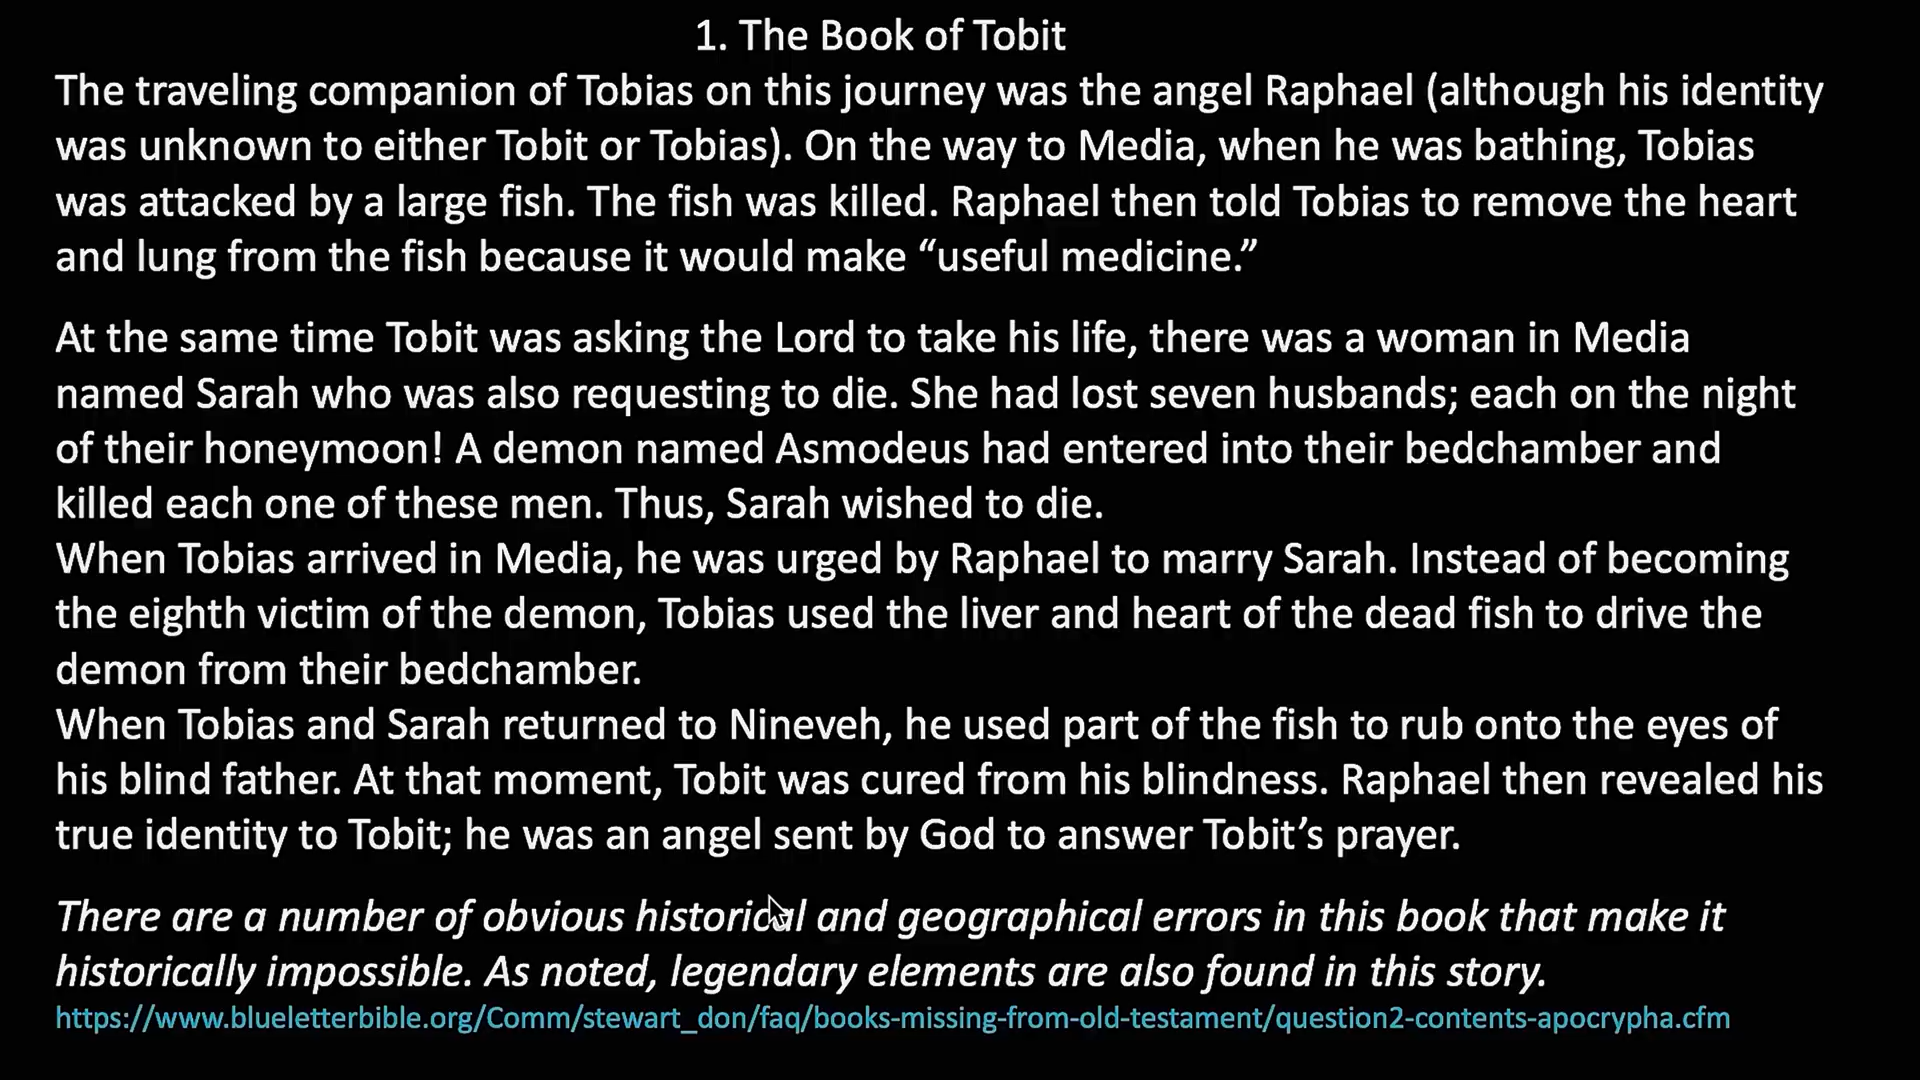 1. The Book of Tobit
The traveling companion of Tobias on this journey was the angel Raphael (although his identity
was unknown to either Tobit or Tobias). On the way to Media, when he was bathing, Tobias
was attacked by a large fish. The fish was killed. Raphael then told Tobias to remove the heart
and lung from the fish because it would make “useful medicine.”
At the same time Tobit was asking the Lord to take his life, there was a woman in Media
named Sarah who was also requesting to die. She had lost seven husbands; each on the night
of their honeymoon! A demon named Asmodeus had entered into their bedchamber and
killed each one of these men. Thus, Sarah wished to die.
When Tobias arrived in Media, he was urged by Raphael to marry Sarah. Instead of becoming
the eighth victim of the demon, Tobias used the liver and heart of the dead fish to drive the
demon from their bedchamber.
When Tobias and Sarah returned to Nineveh, he used part of the fish to rub onto the eyes of
his blind father. At that moment, Tobit was cured from his blindness. Raphael then revealed his
true identity to Tobit; he was an angel sent by God to answer Tobit’s prayer.
There are a number of obvious historical and geographical errors in this book that make it
historically impossible. As noted, legendary elements are also found in this story.
https://www.blueletterbible.org/Comm/stewart_don/faq/books-missing-from-old-testament/question2-contents-apocrypha.cfm